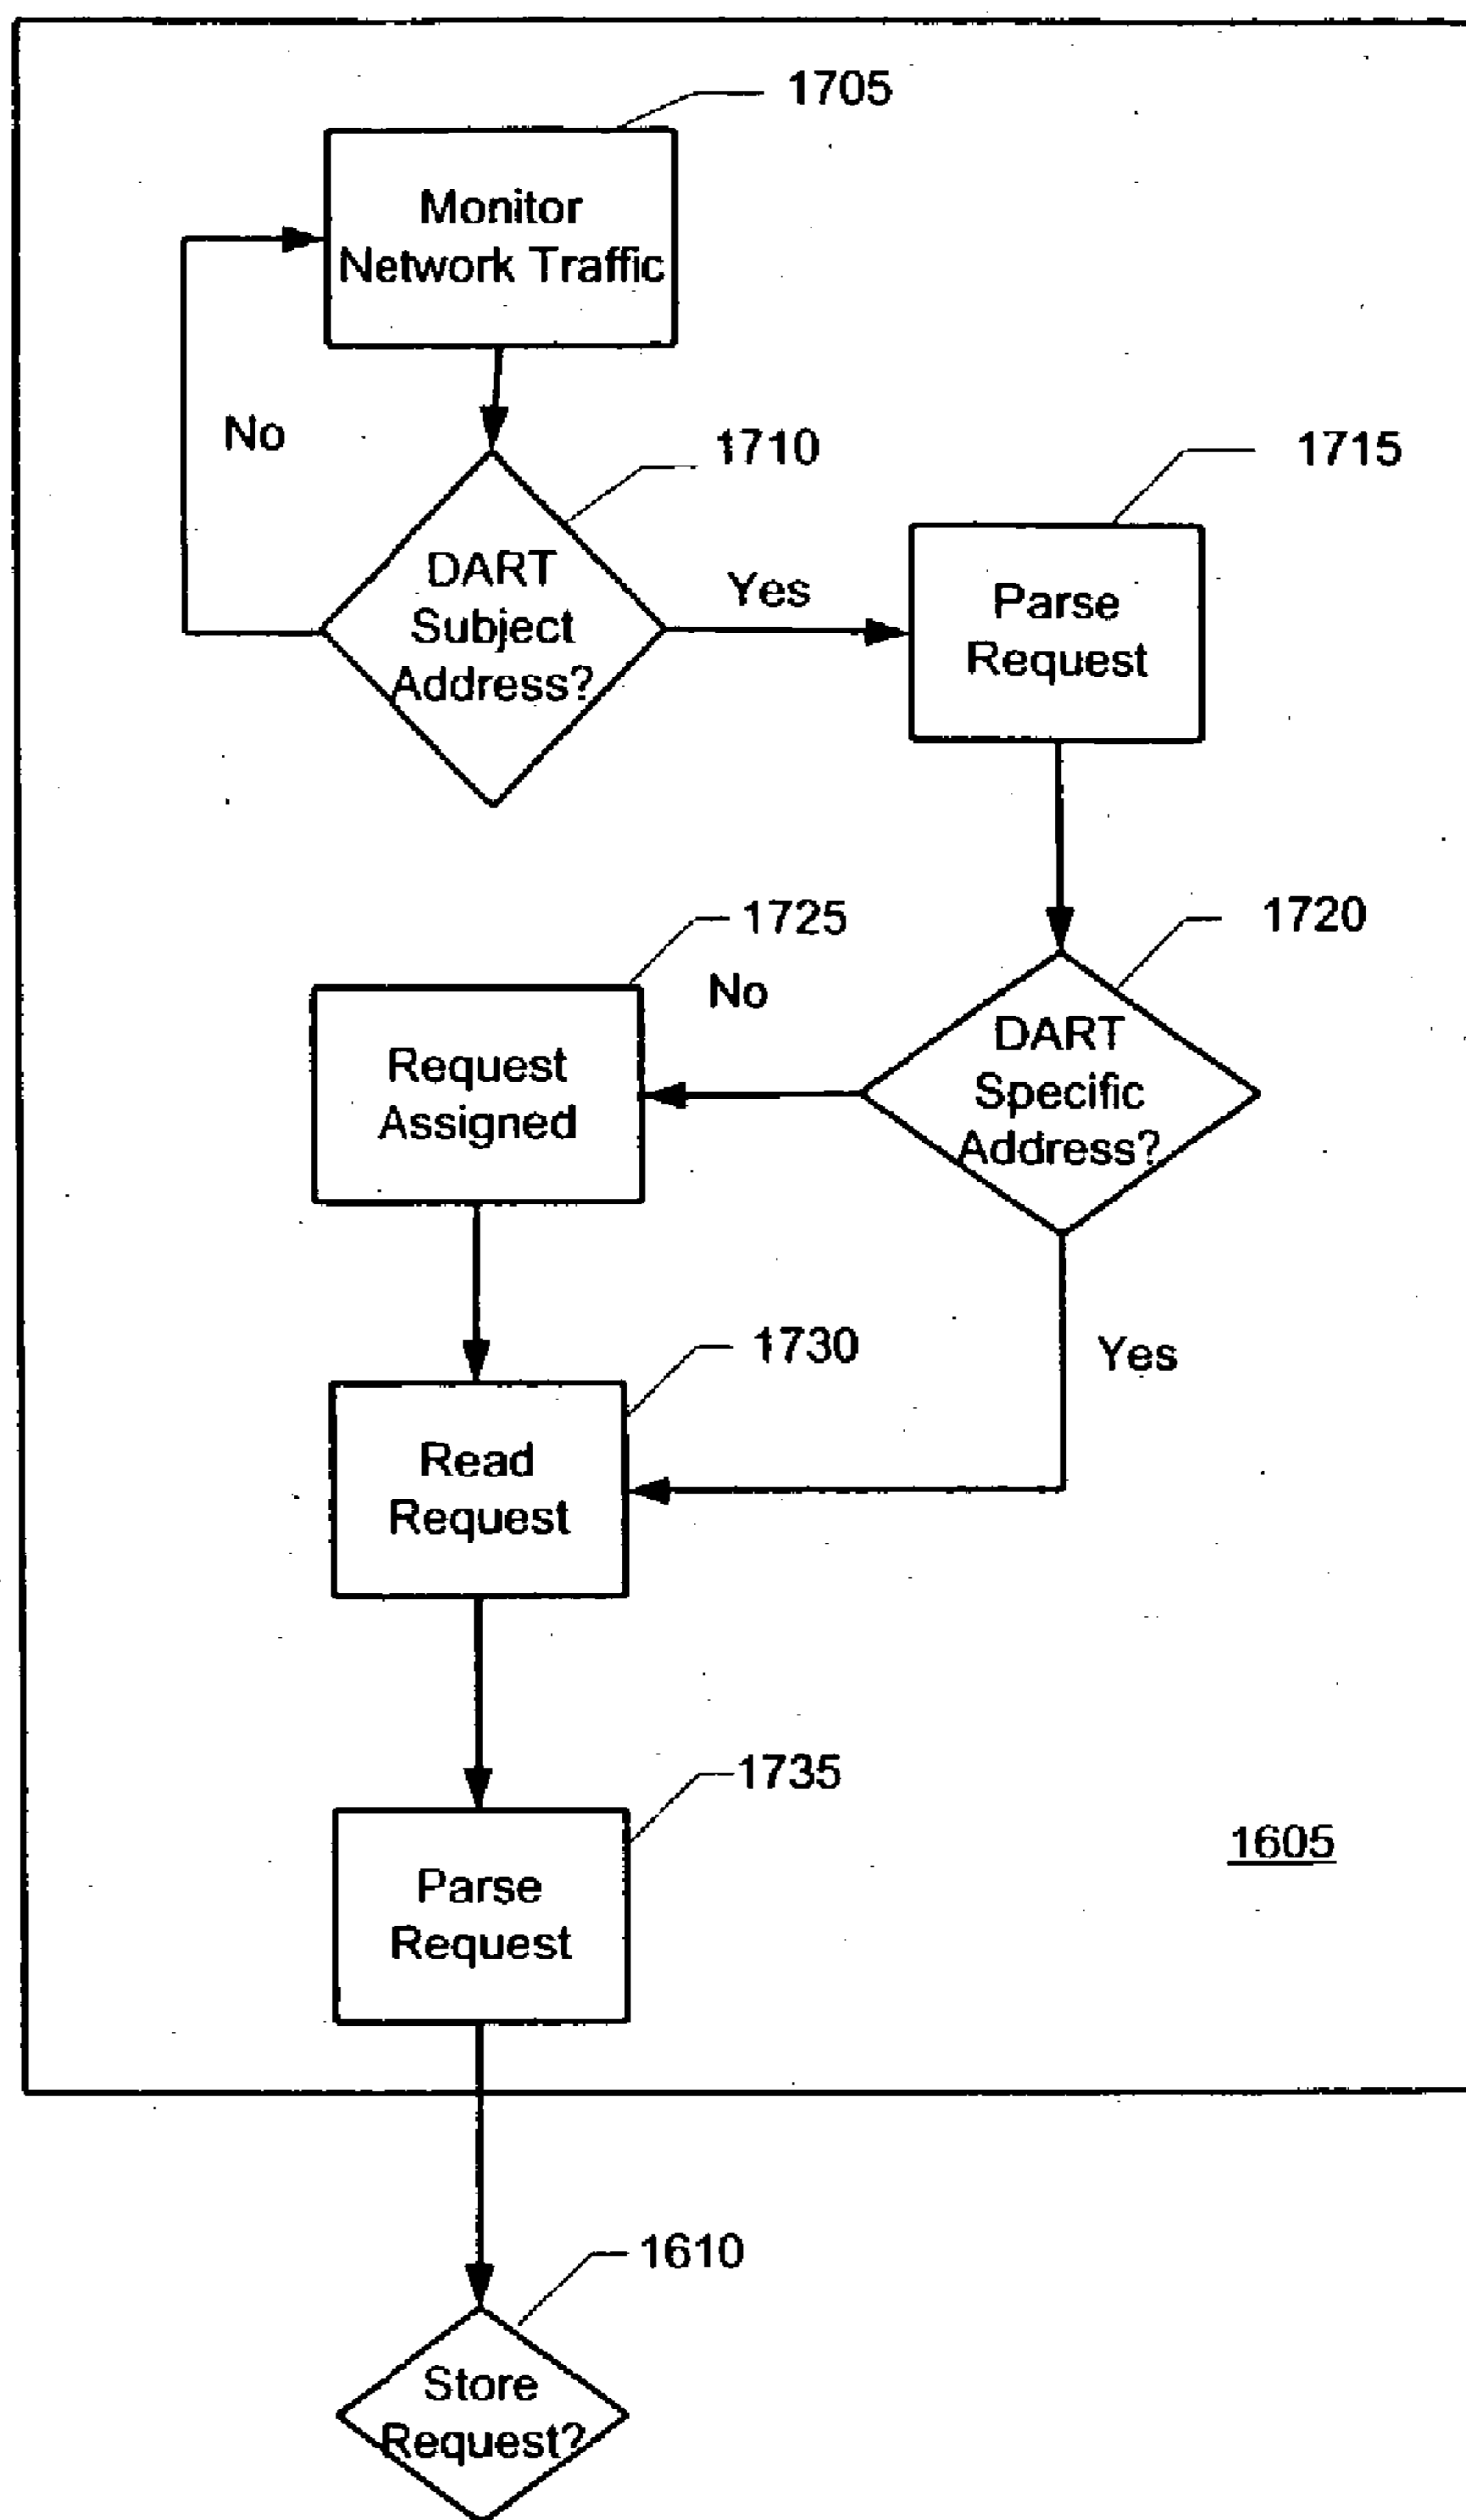 1705
Monitor
Network Traffic
No
1710
1715
DART
Subject
Address?
Yes
Parse
Request
1725
1720
No
Request
Assigned
DART
Specific
Address?
1730
Yes
Read
Request
1735
1605
Parse
Request
1610
Store
Request?